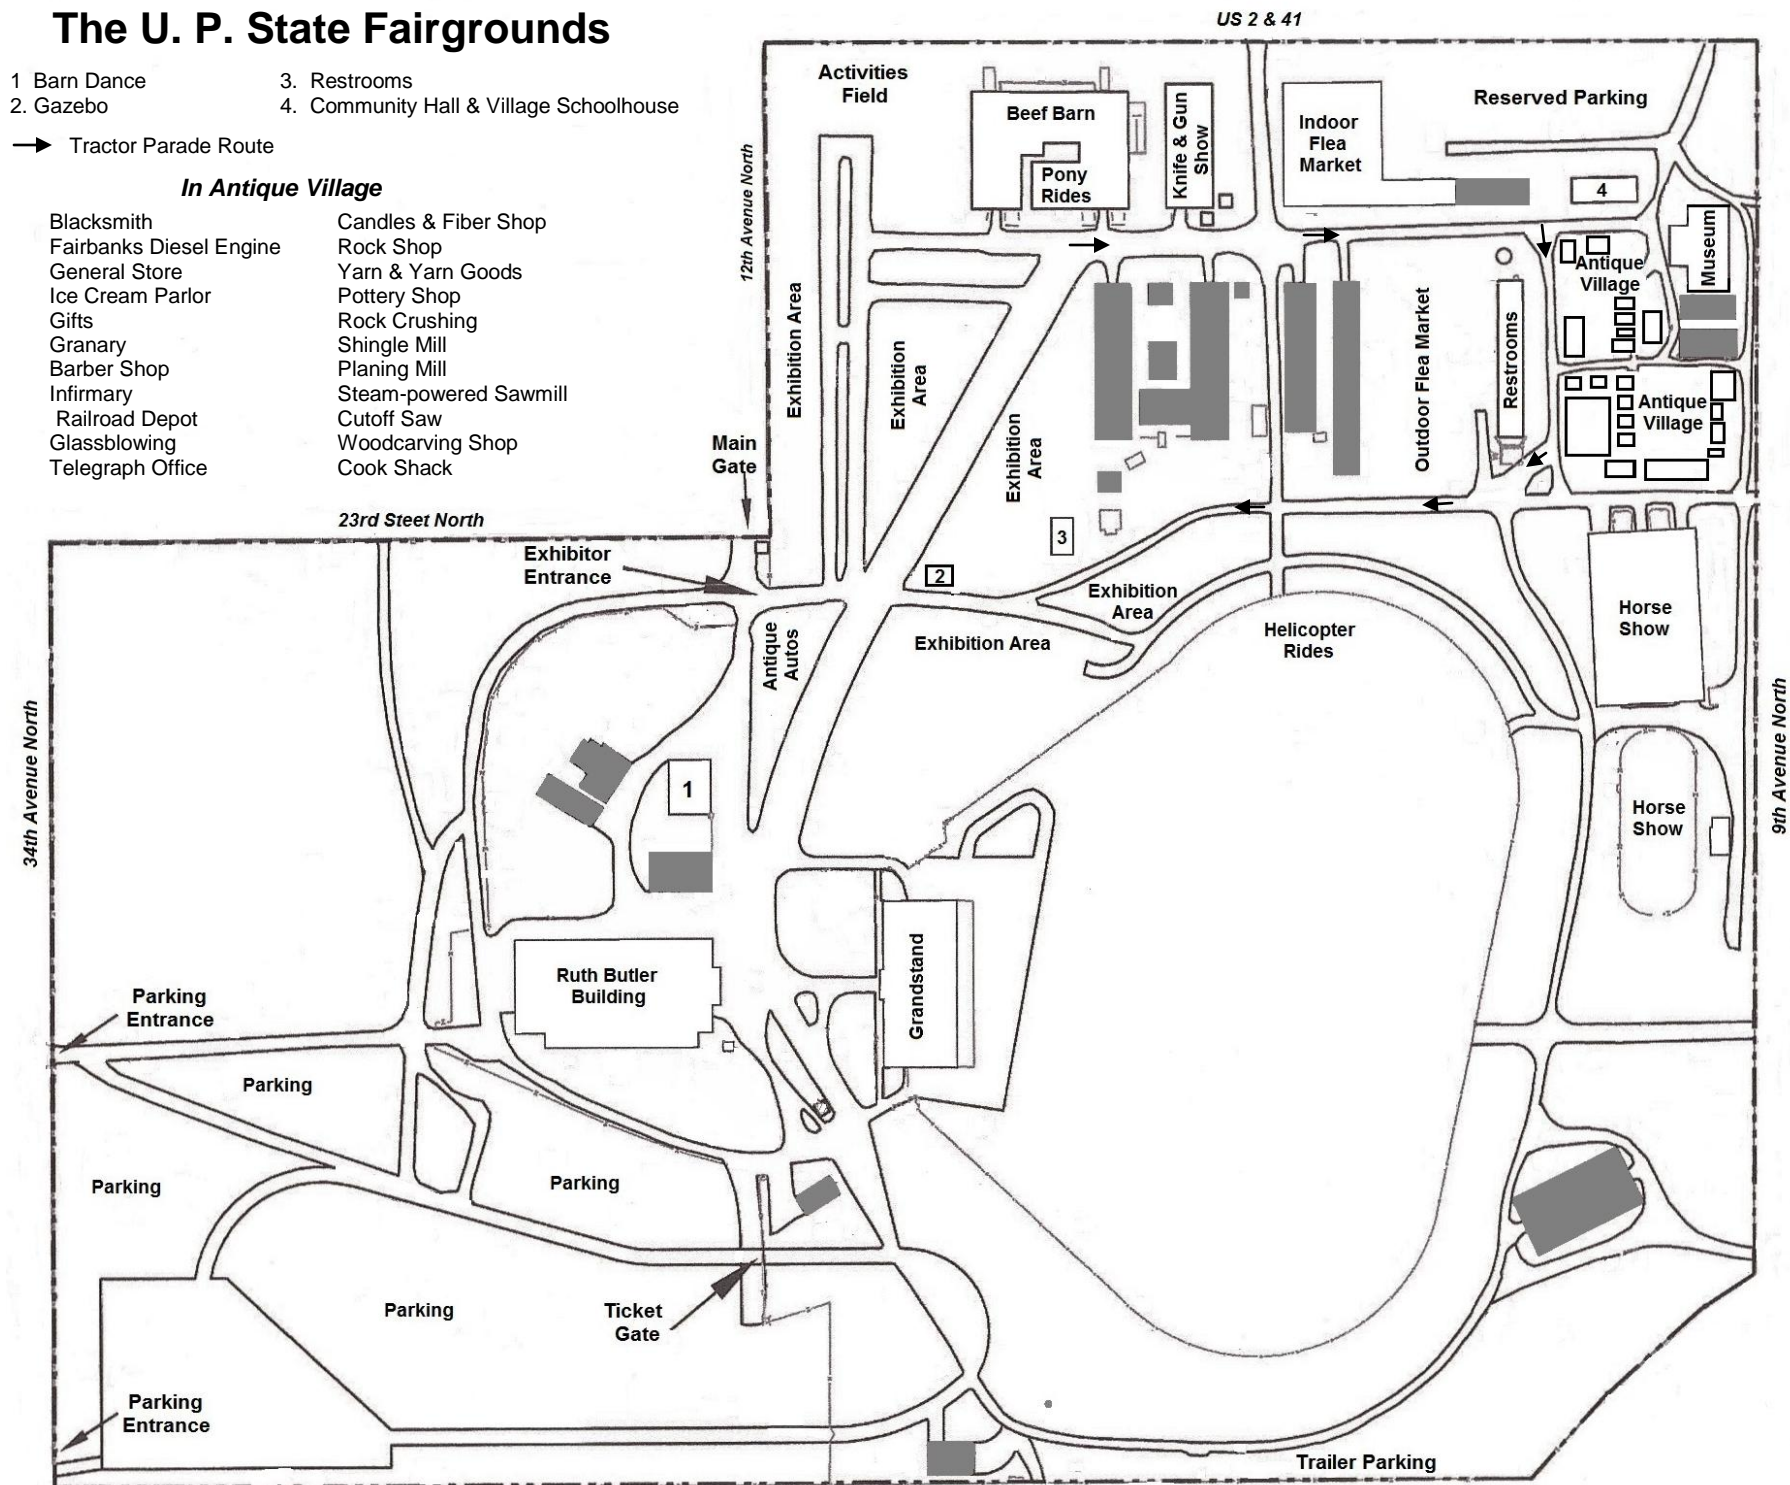 The U. P. State Fairgrounds
1 Barn Dance
2. Gazebo
3. Restrooms
4. Community Hall & Village Schoolhouse
Tractor Parade Route
In Antique Village
Blacksmith
Fairbanks Diesel Engine
General Store
Ice Cream Parlor
Gifts
Granary
Barber Shop
Infirmary
Railroad Depot
Glassblowing
Telegraph Office
Candles & Fiber Shop
Rock Shop
Yarn & Yarn Goods
Pottery Shop
Rock Crushing
Shingle Mill
Planing Mill
Steam-powered Sawmill
Cutoff Saw
Woodcarving Shop
Cook Shack
US 2 & 41
12th Avenue North
Activities
Field
Beef Barn
Pony
Rides
Knife & Gun
Show
Indoor
Flea
Market
Reserved Parking
4
Museum
Antique
Village
Exhibition Area
Exhibition
Area
Exhibition
Area
Outdoor Flea Market
Restrooms
Antique
Village
Main
Gate
23rd Steet North
Exhibitor
Entrance
3
2
Exhibition
Area
Exhibition Area
Helicopter
Rides
Horse
Show
Antique
Autos
34th Avenue North
9th Avenue North
1
Horse
Show
Ruth Butler
Building
Grandstand
Parking
Entrance
Parking
Parking
Parking
Parking
Ticket
Gate
Parking
Entrance
Trailer Parking